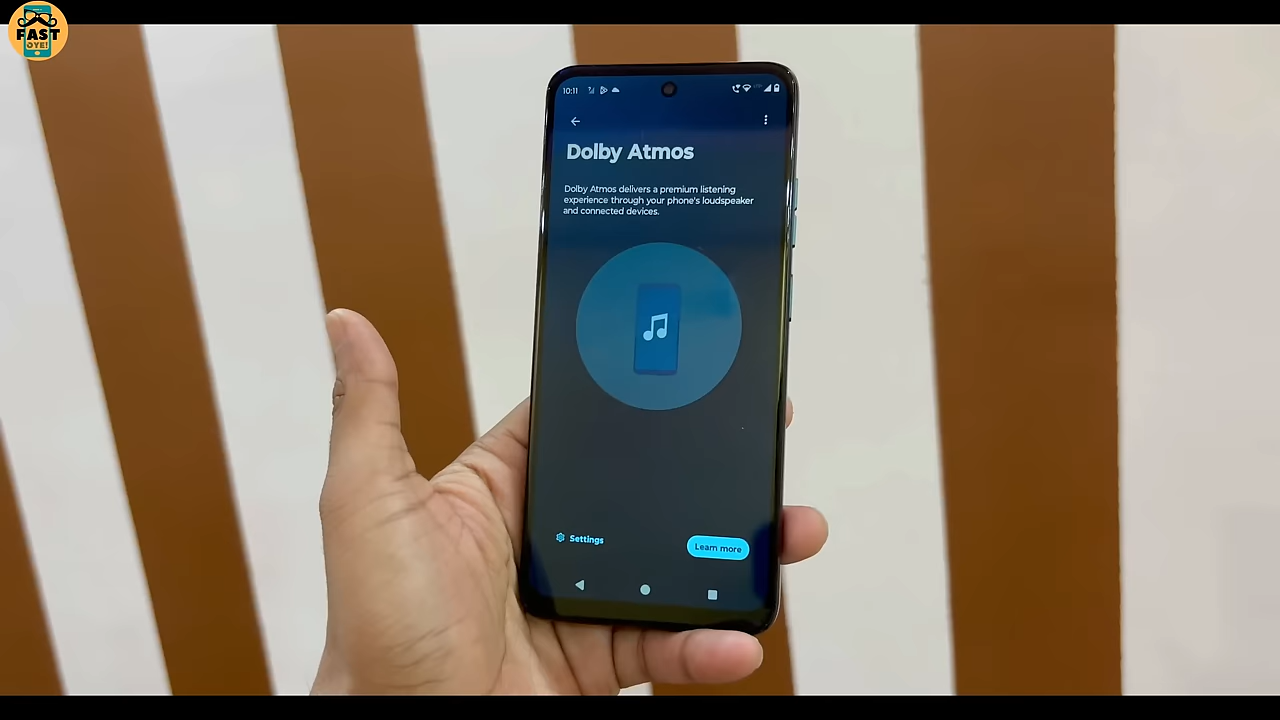 FAST
OYE!
10:11
Dolby Atmos
Dolby Atmos delivers a premium listening
experience through your phone's loudspeaker
and connected devices.
Settings
Learn more